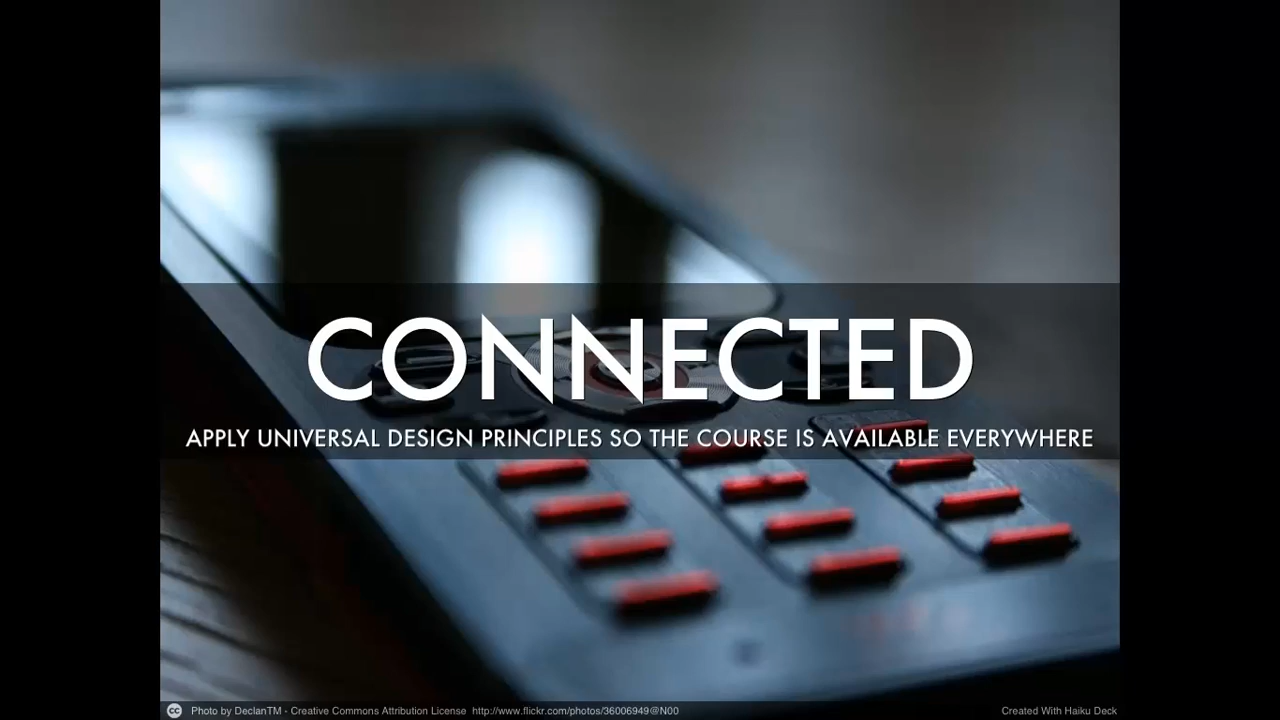 CONNECTED
APPLY UNIVERSAL DESIGN PRINCIPLES SO THE COURSE IS AVAILABLE EVERYWHERE
cc Photo by DeclanTM - Creative Commons Attribution License http://www.flickr.com/photos/36006949@N00 Created With Haiku Deck